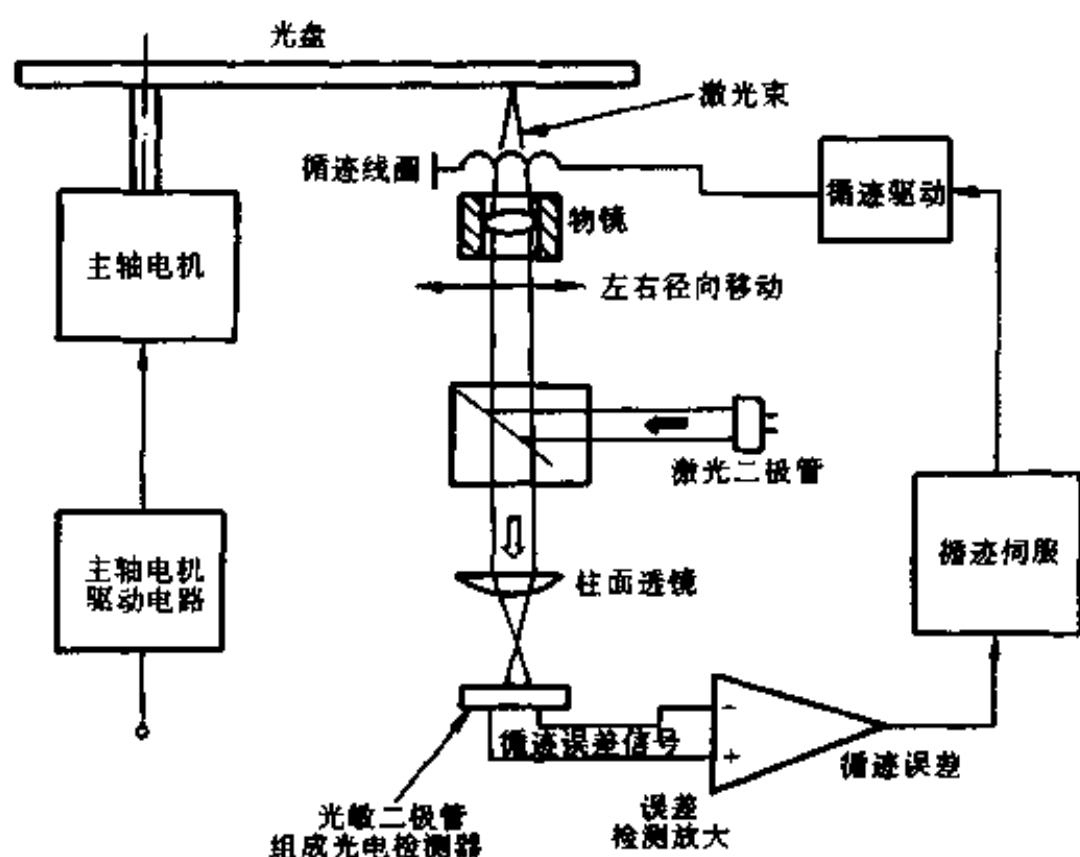 光盘
激光束
循迹线圈
循迹驱动
物镜
主轴电机
左右径向移动
激光二极管
循迹伺服
主轴电机
驱动电路
柱面透镜
−
循迹误差信号
+
循迹误差
光敏二极管
组成光电检测器
误差
检测放大